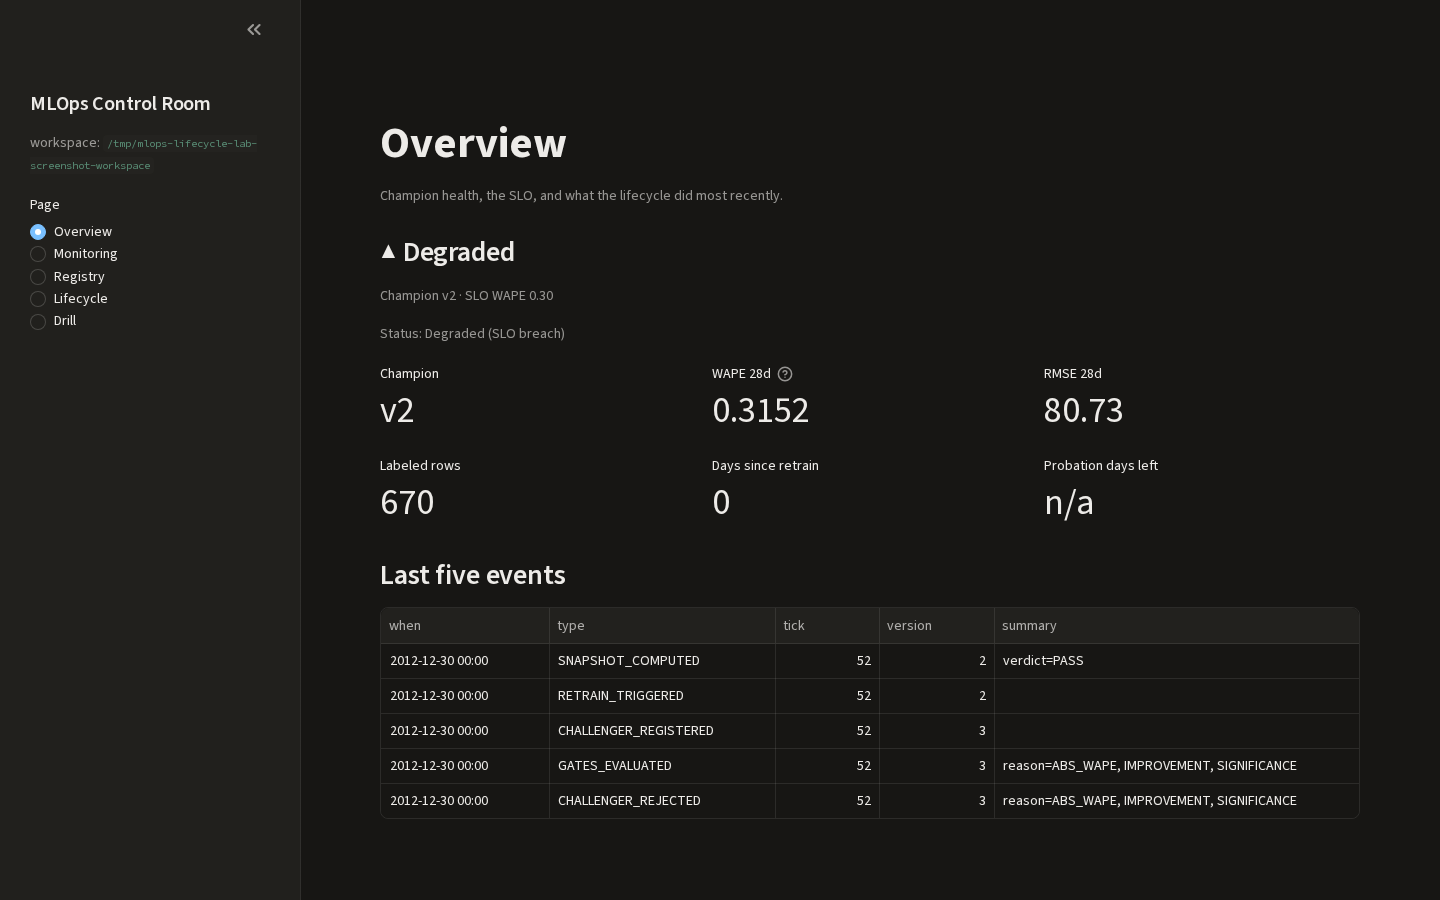 MLOps Control Room
workspace: /tmp/mlops-lifecycle-lab-
screenshot-workspace
Page
Overview
Monitoring
Registry
Lifecycle
Drill
Overview
Champion health, the SLO, and what the lifecycle did most recently.
▲ Degraded
Champion v2 · SLO WAPE 0.30
Status: Degraded (SLO breach)
Champion WAPE 28d RMSE 28d
v2 0.3152 80.73
Labeled rows Days since retrain Probation days left
670 0 n/a
Last five events
when type tick version summary
2012-12-30 00:00 SNAPSHOT_COMPUTED 52 2 verdict=PASS
2012-12-30 00:00 RETRAIN_TRIGGERED 52 2
2012-12-30 00:00 CHALLENGER_REGISTERED 52 3
2012-12-30 00:00 GATES_EVALUATED 52 3 reason=ABS_WAPE, IMPROVEMENT, SIGNIFICANCE
2012-12-30 00:00 CHALLENGER_REJECTED 52 3 reason=ABS_WAPE, IMPROVEMENT, SIGNIFICANCE